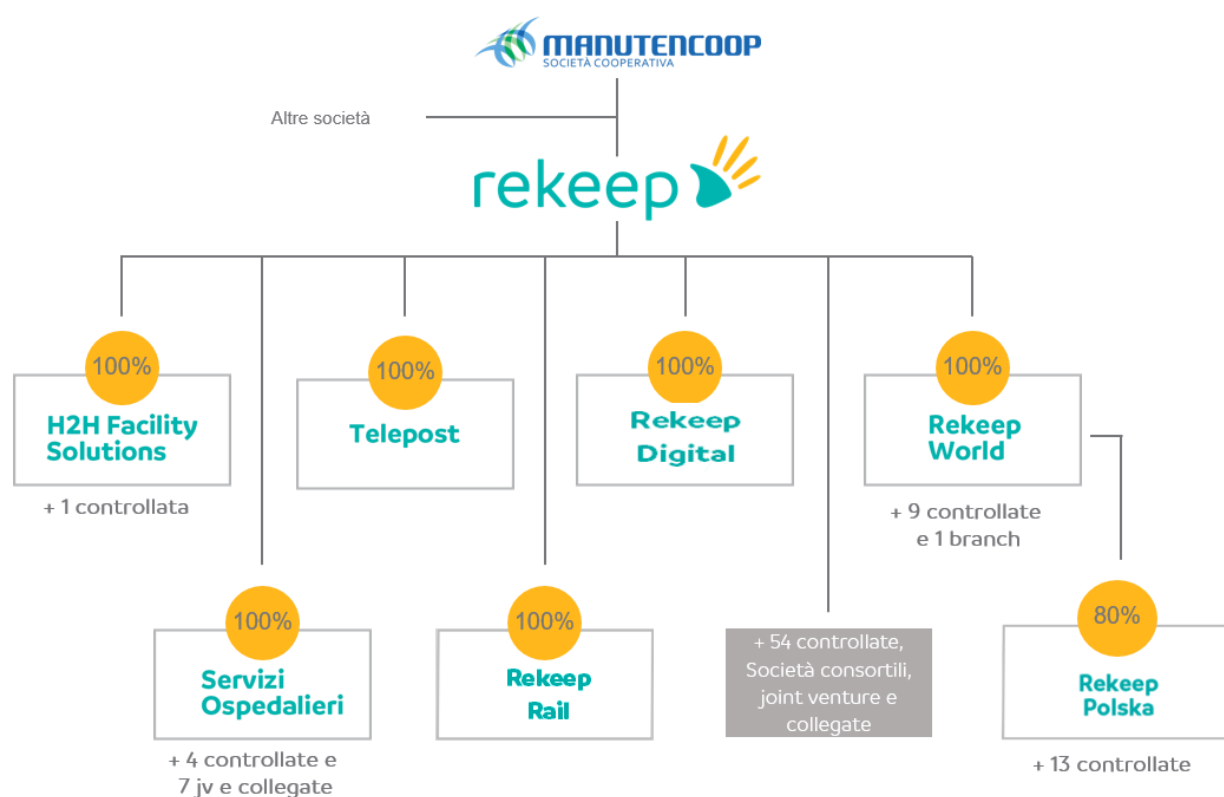 MANUTENCOOP
SOCIETÀ COOPERATIVA
Altre società
rekeep
100%
H2H Facility
Solutions
+ 1 controllata
100%
Telepost
100%
Rekeep
Digital
100%
Rekeep
World
+ 9 controllate
e 1 branch
100%
Servizi
Ospedalieri
+ 4 controllate e
7 jv e collegate
100%
Rekeep
Rail
+ 54 controllate,
Società consortili,
joint venture e
collegate
80%
Rekeep
Polska
+ 13 controllate